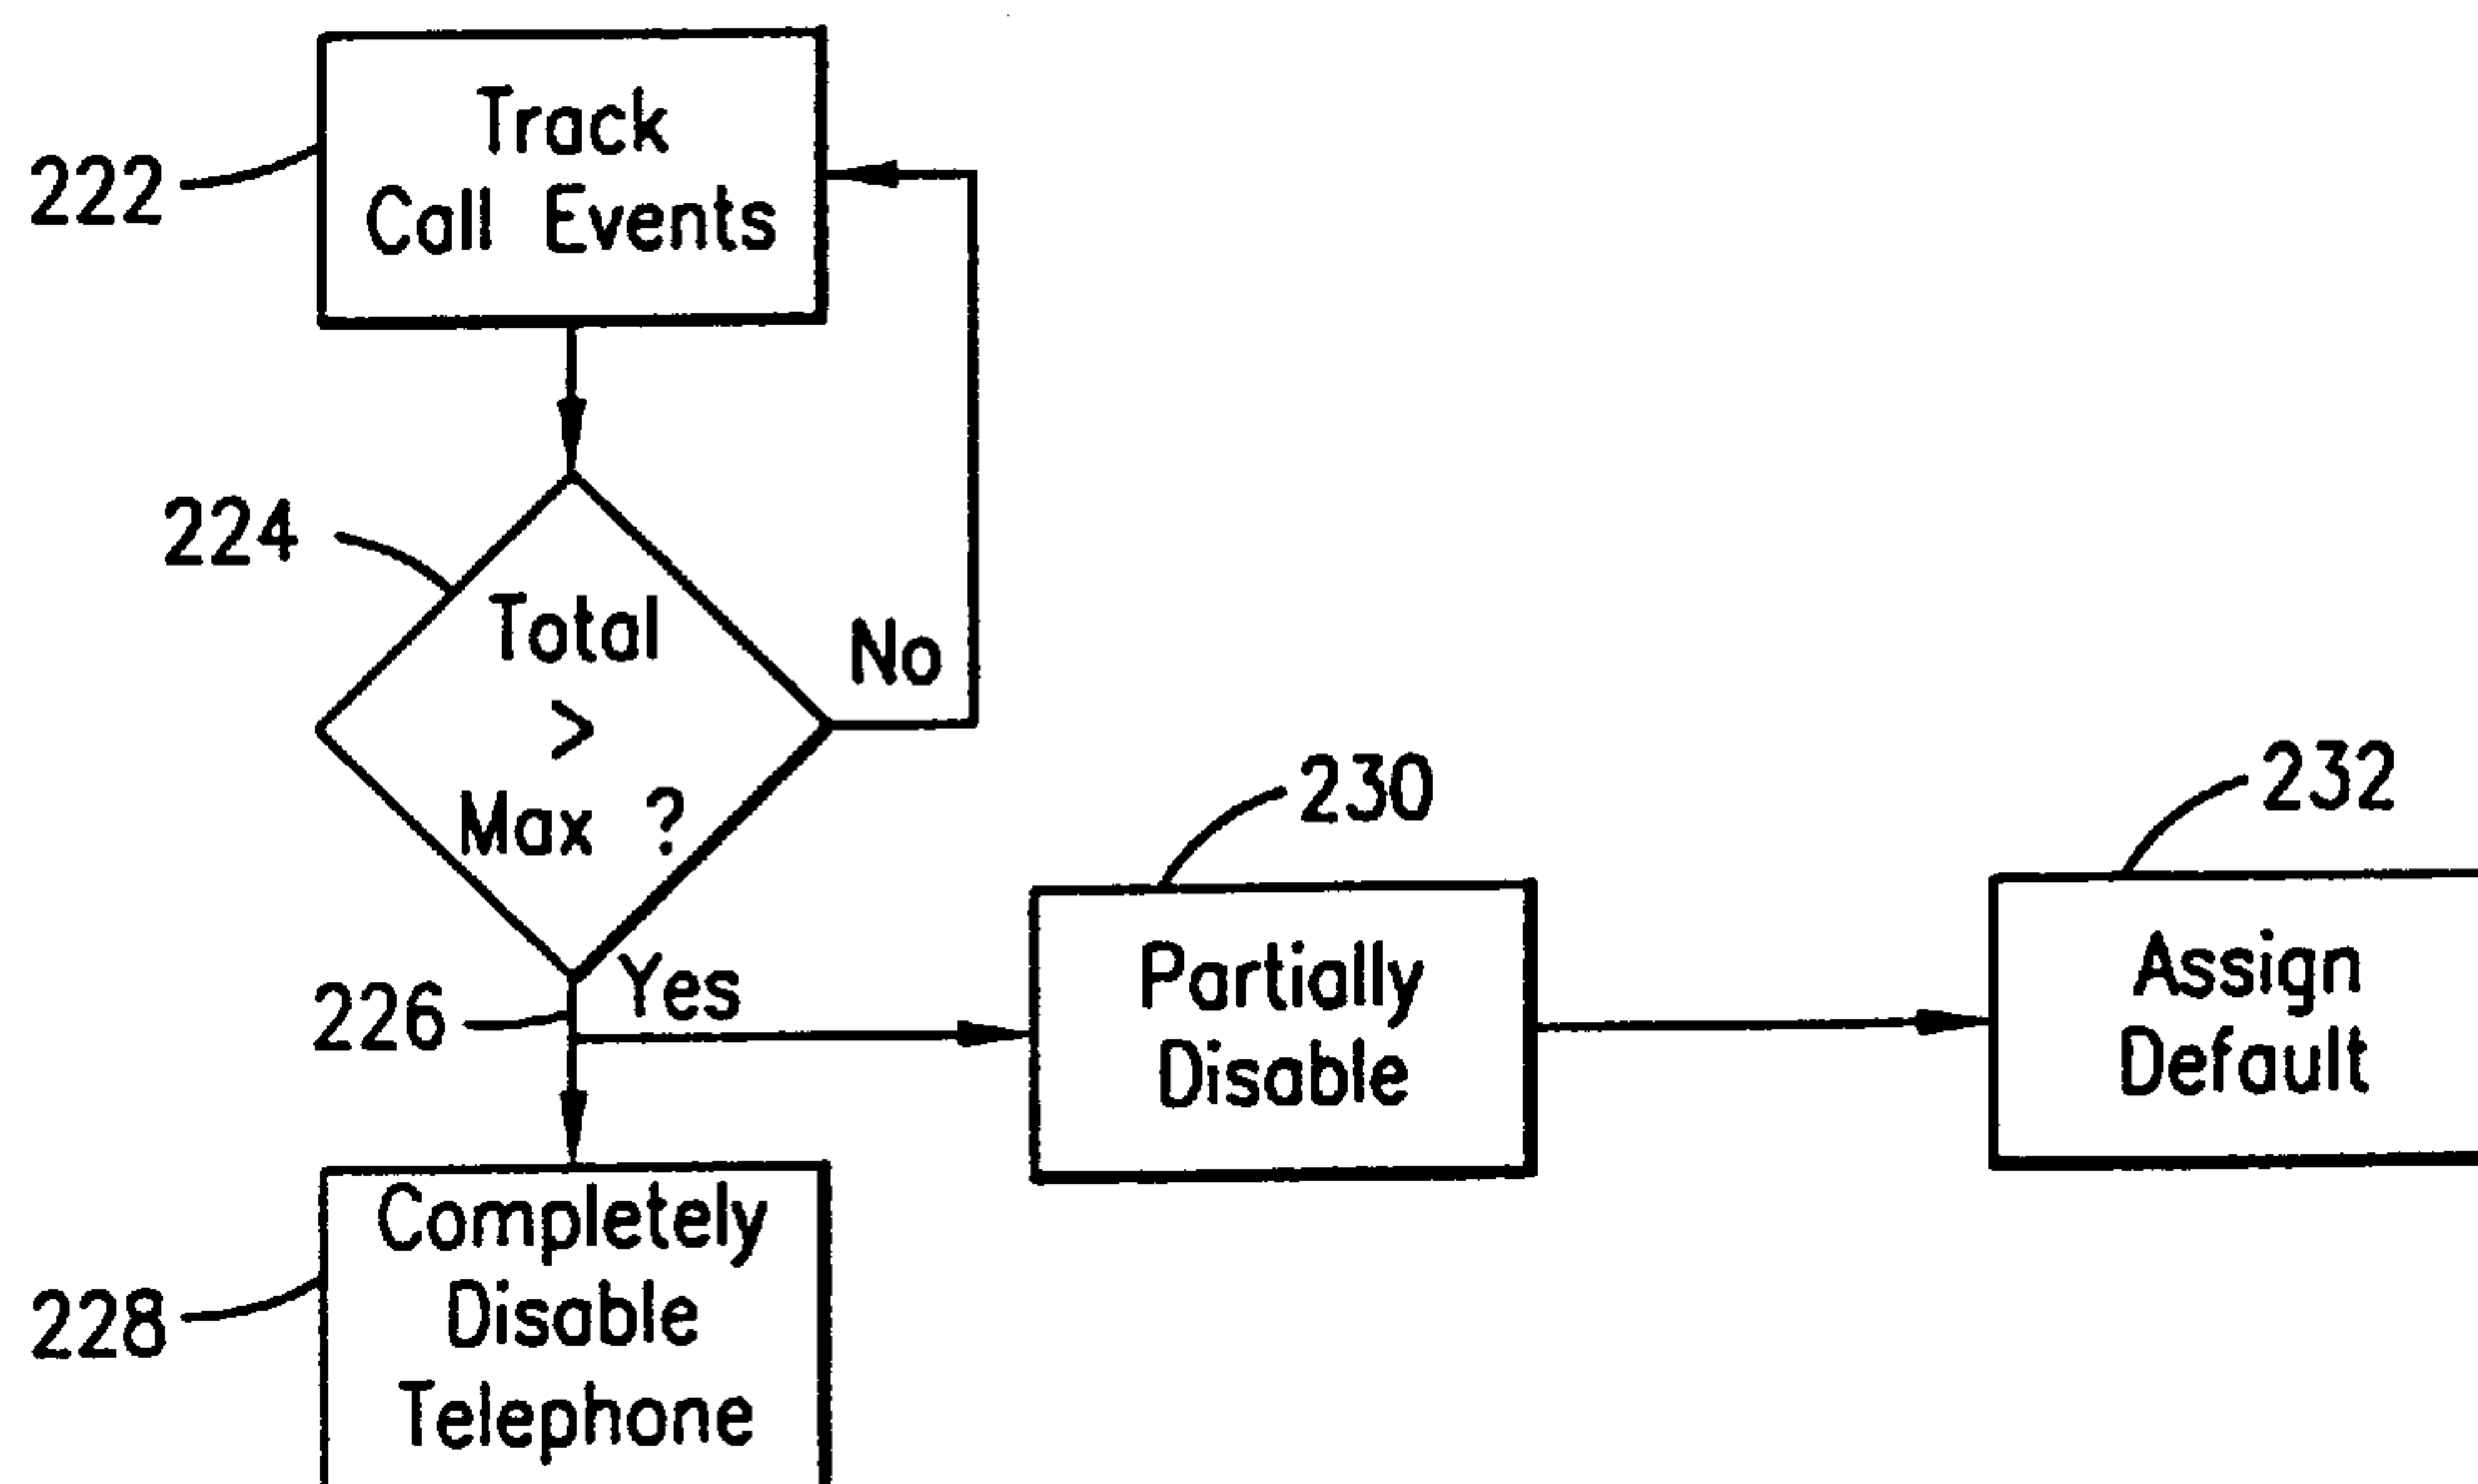 222
Track
Call Events
224
Total
>
Max ?
No
226
Yes
230
Partially
Disable
232
Assign
Default
228
Completely
Disable
Telephone